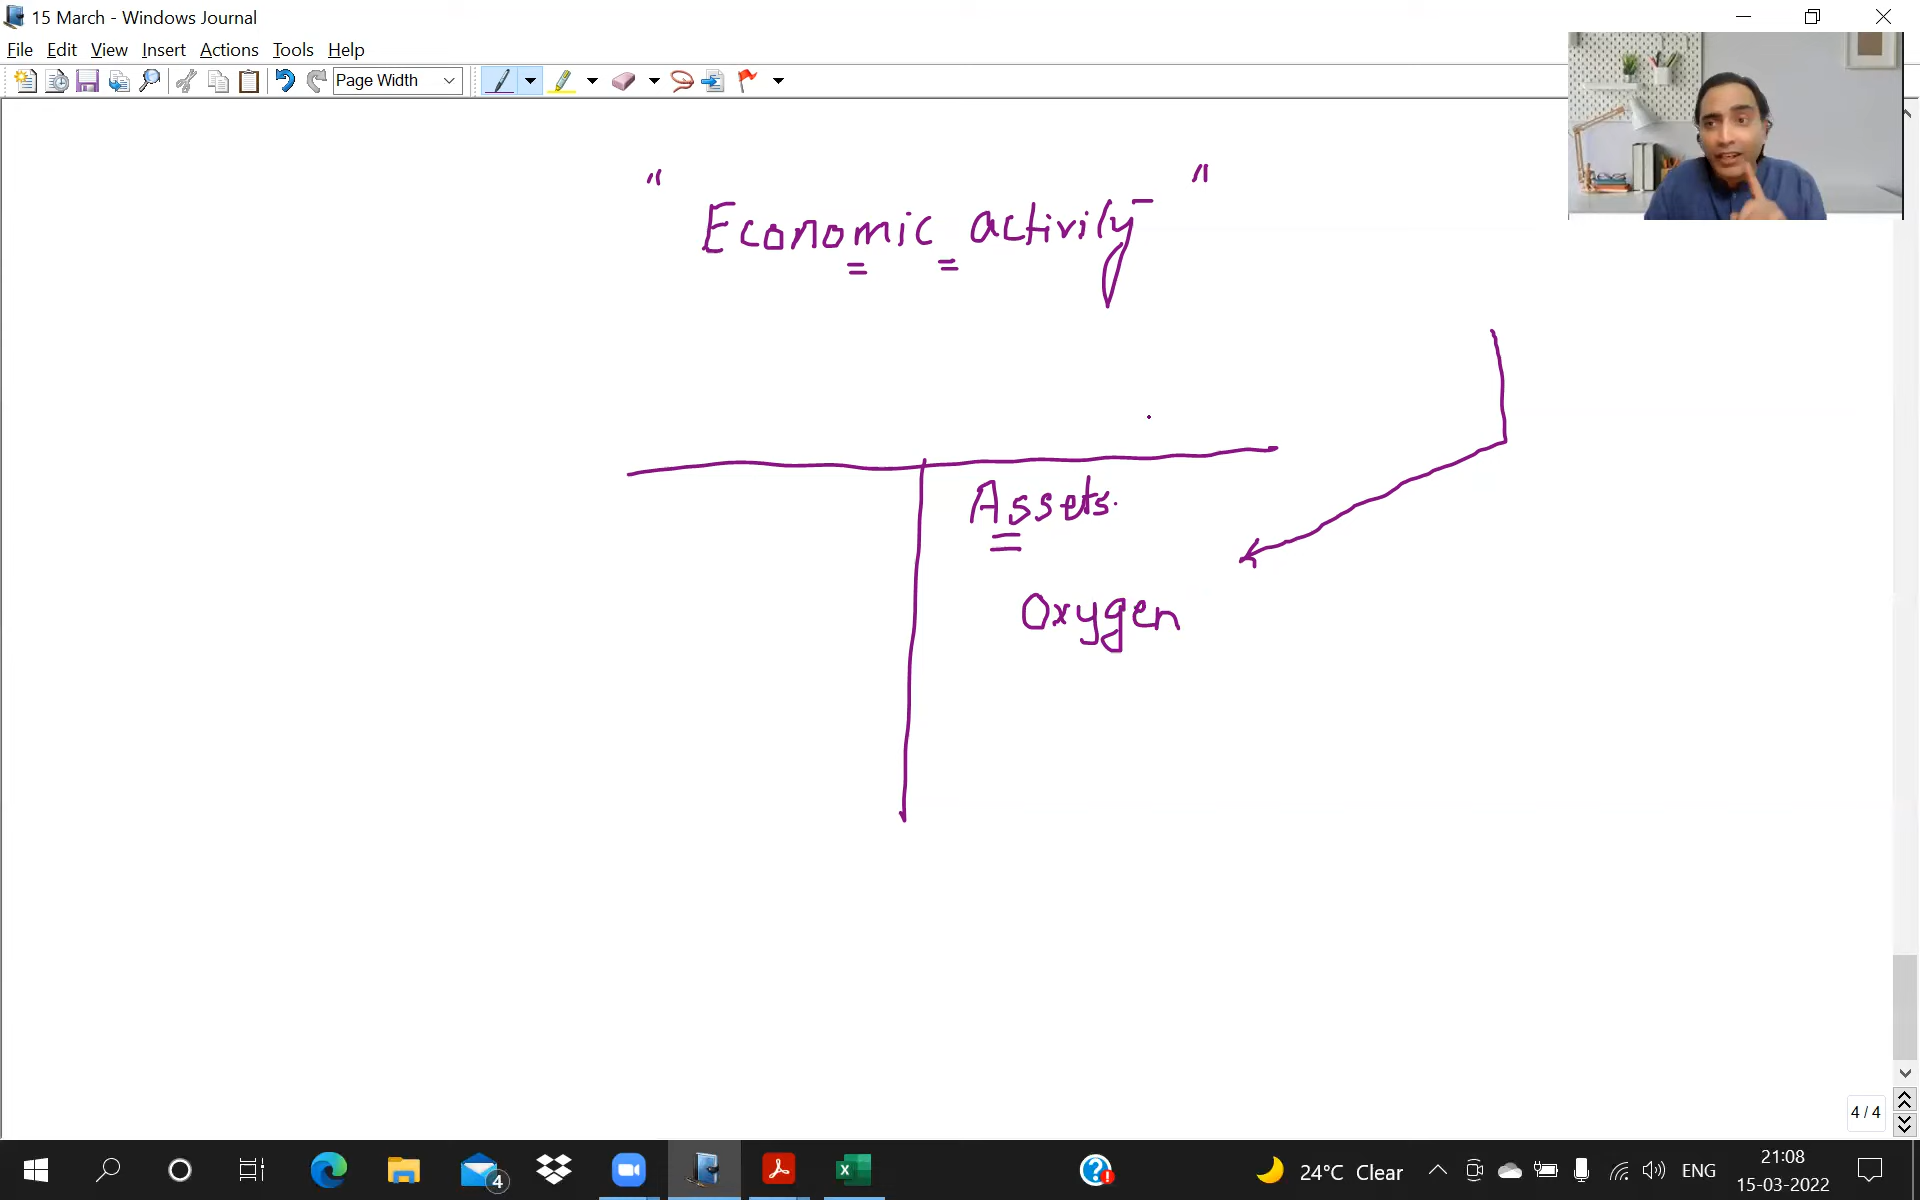 15 March - Windows Journal
File Edit View Insert Actions Tools Help
Page Width
" Economic activity "
Assets.
Oxygen
4 / 4
4
24°C Clear
ENG
21:08
15-03-2022